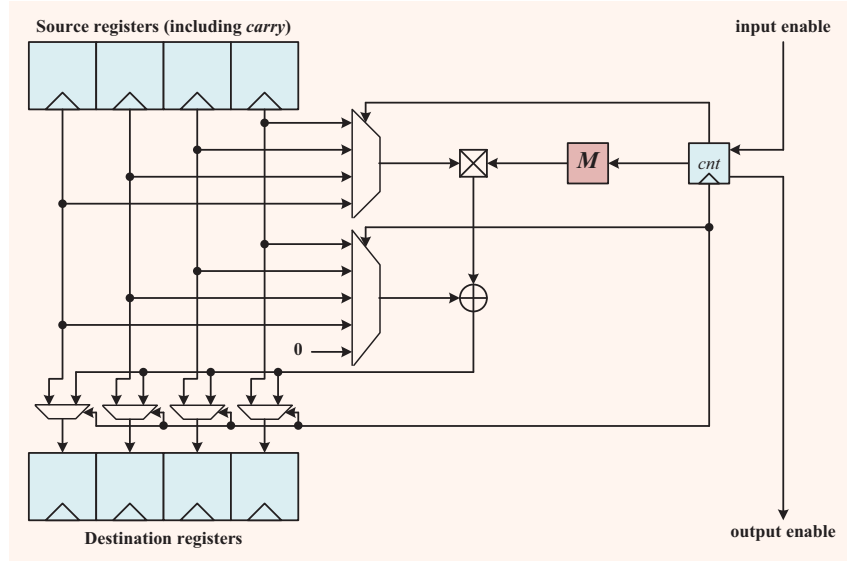 Source registers (including carry)
input enable
M
cnt
0
Destination registers
output enable